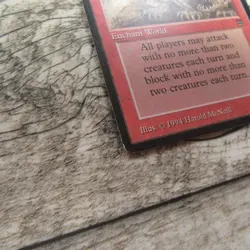 Enchant World
All players may attack
with no more than two
creatures each turn and
block with no more than
two creatures each turn.
Illus. © 1994 Harold McNeill